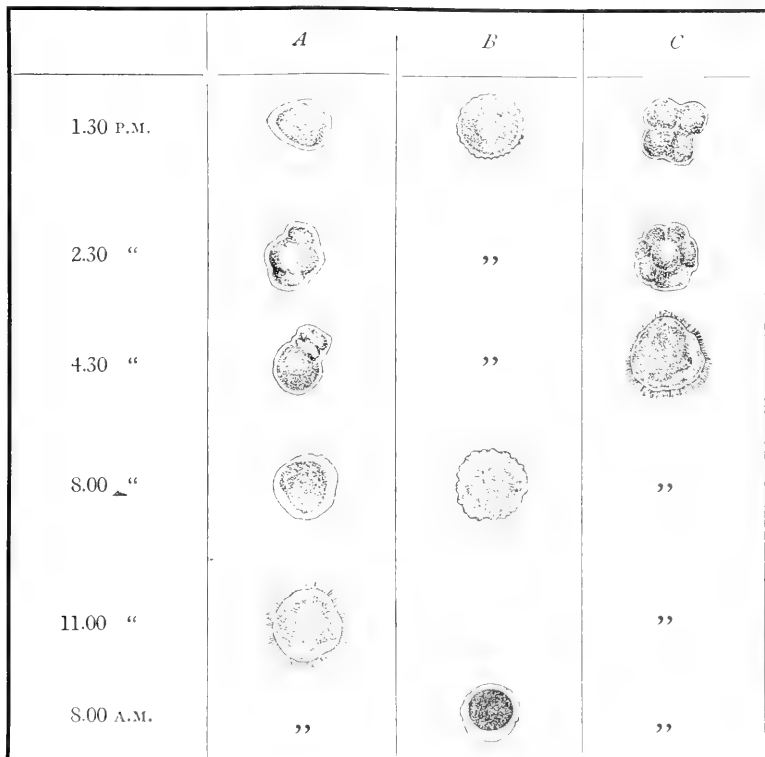 A B C
1.30 P.M.
2.30 “ ” ”
4.30 “ ”
8.00 “ ”
11.00 “ ”
8.00 A.M. ” ”